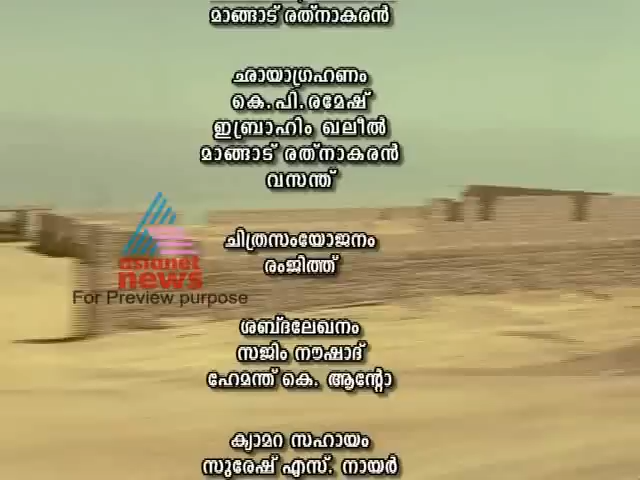 മാങ്ങാട് രത്‌നാകരൻ
ഛായാഗ്രഹണം
കെ.പി.രമേഷ്
ഇബ്രാഹിം ഖലീൽ
മാങ്ങാട് രത്‌നാകരൻ
വസന്ത്
ചിത്രസംയോജനം
രംജിത്ത്
asianet
news
For Preview purpose
ശബ്ദലേഖനം
സജിം നൗഷാദ്
ഹേമന്ത് കെ. ആന്റോ
ക്യാമറ സഹായം
സുരേഷ് എസ്. നായർ